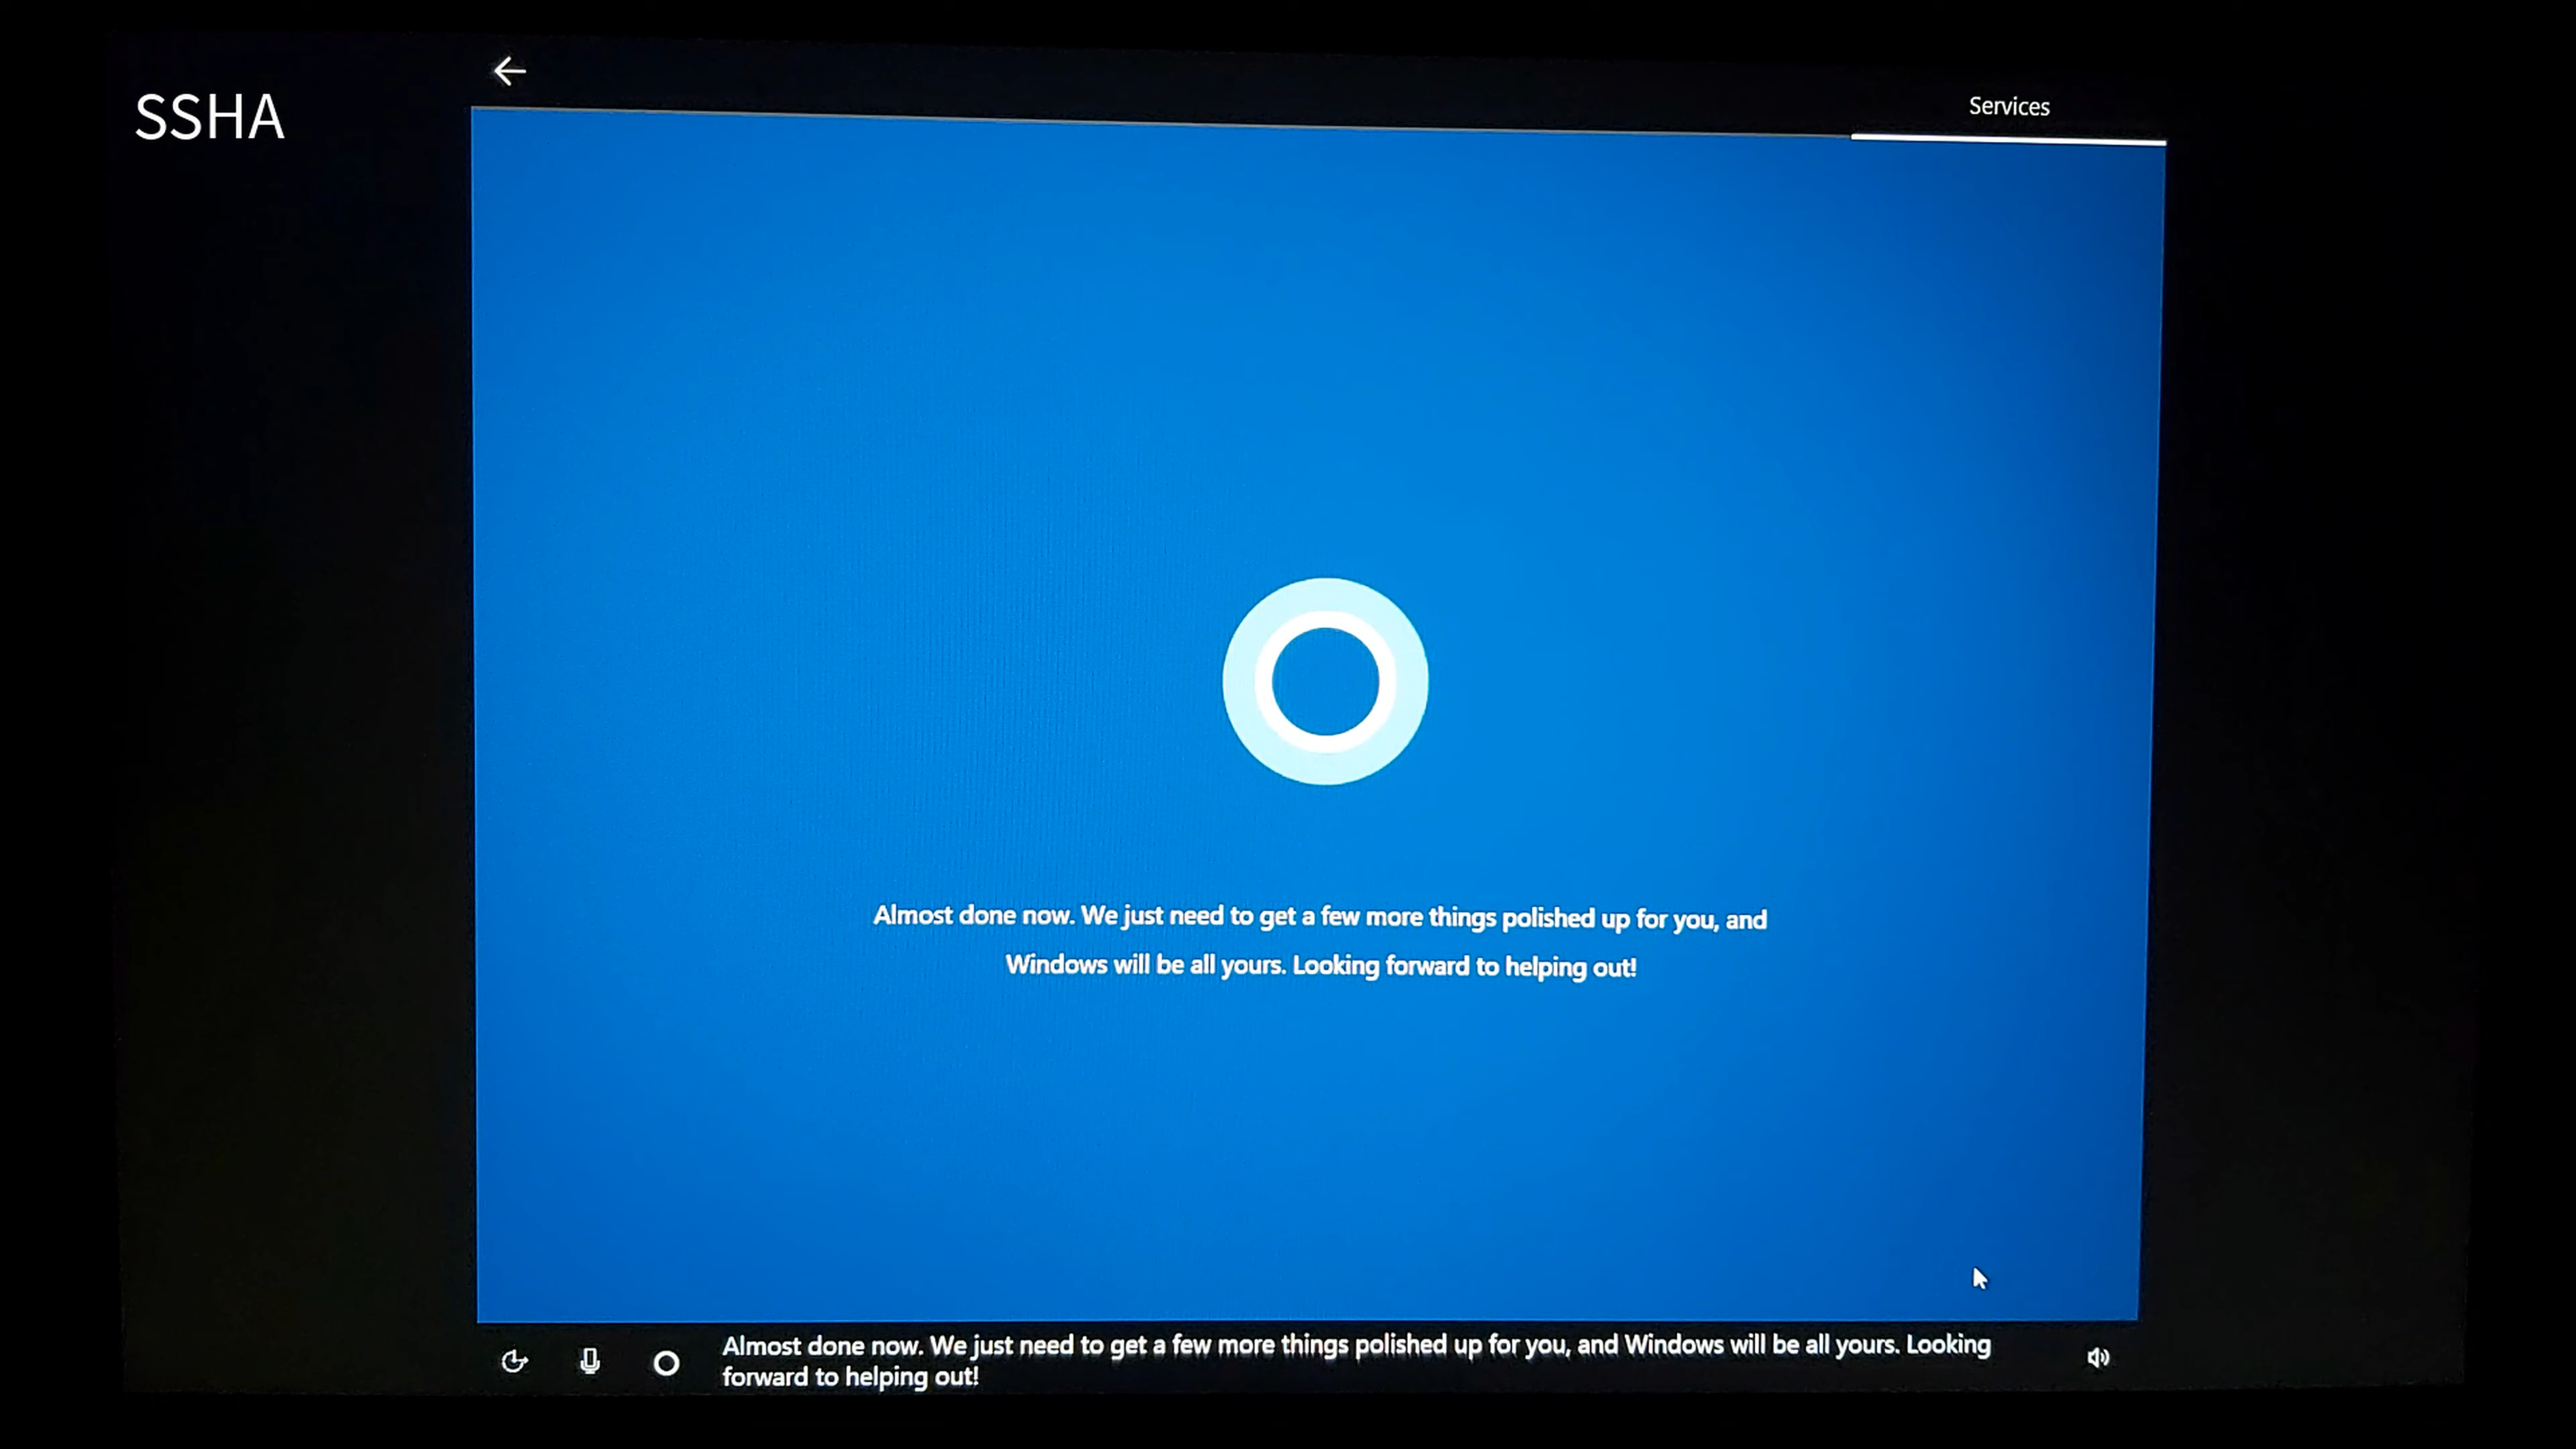 SSHA
Services
Almost done now. We just need to get a few more things polished up for you, and
Windows will be all yours. Looking forward to helping out!
Almost done now. We just need to get a few more things polished up for you, and Windows will be all yours. Looking
forward to helping out!